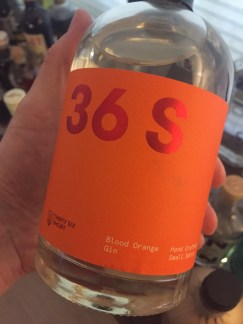 36 S
Blood Orange
Gin
Hand Crafted
Small Batch